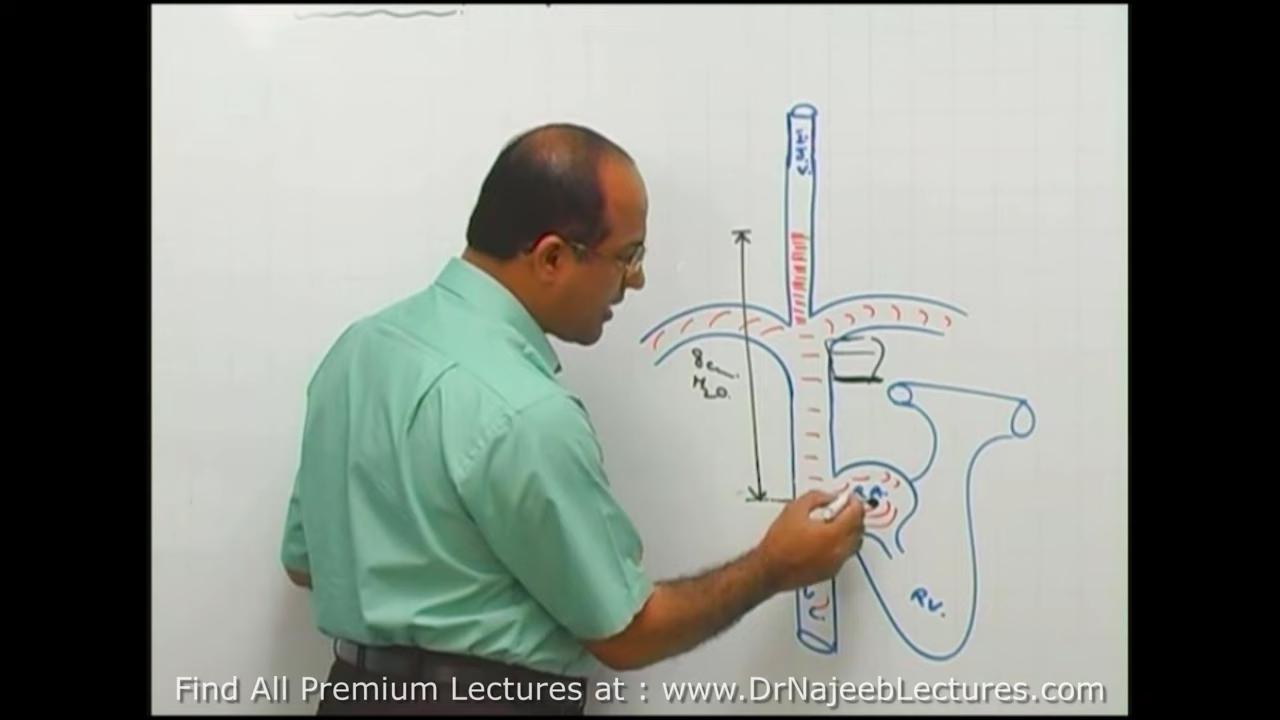 8cm
H2O.
R.A.
RV.
Find All Premium Lectures at : www.DrNajeebLectures.com